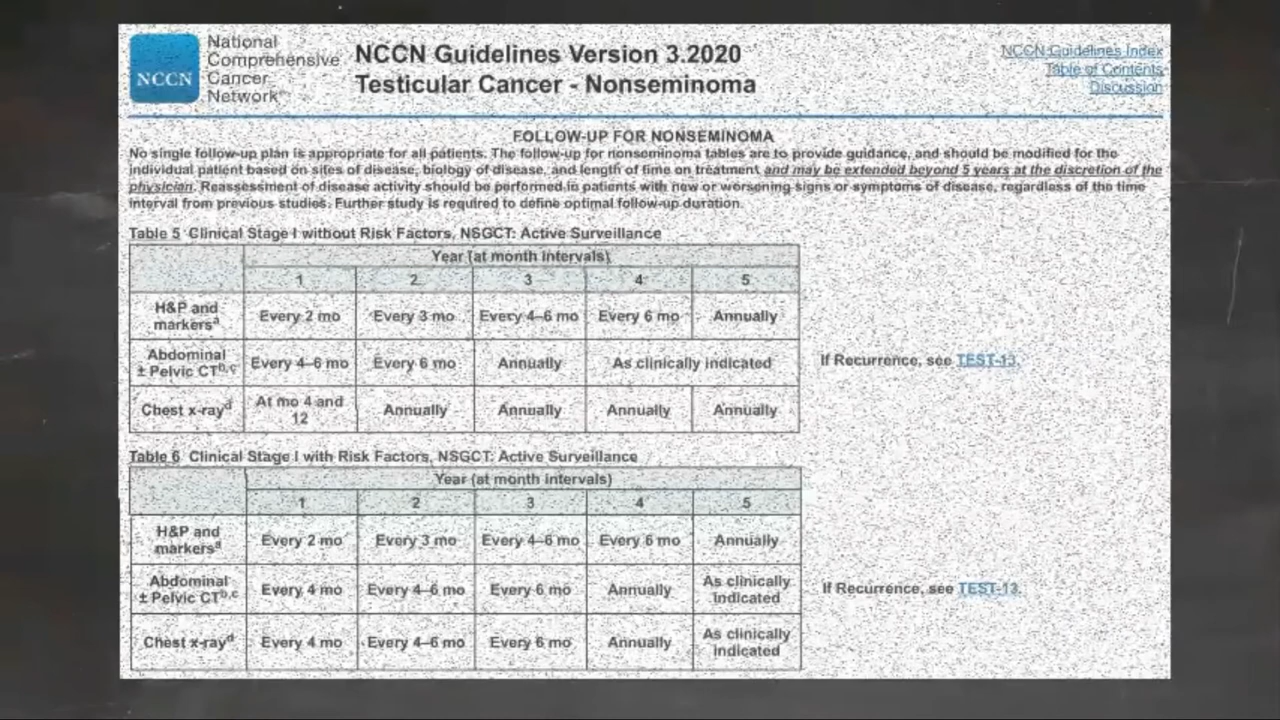 NCCN
National
Comprehensive
Cancer
Network®
NCCN Guidelines Version 3.2020
Testicular Cancer - Nonseminoma
NCCN Guidelines Index
Table of Contents
Discussion
FOLLOW-UP FOR NONSEMINOMA
No single follow-up plan is appropriate for all patients. The follow-up for nonseminoma tables are to provide guidance, and should be modified for the
individual patient based on sites of disease, biology of disease, and length of time on treatment and may be extended beyond 5 years at the discretion of the
physician. Reassessment of disease activity should be performed in patients with new or worsening signs or symptoms of disease, regardless of the time
interval from previous studies. Further study is required to define optimal follow-up duration.
Table 5 Clinical Stage I without Risk Factors, NSGCT: Active Surveillance
Year (at month intervals)
1 2 3 4 5
H&P and markersᵃ Every 2 mo Every 3 mo Every 4–6 mo Every 6 mo Annually
Abdominal ± Pelvic CTᵇ,ᶜ Every 4–6 mo Every 6 mo Annually As clinically indicated
Chest x-rayᵈ At mo 4 and 12 Annually Annually Annually Annually
If Recurrence, see TEST-13.
Table 6 Clinical Stage I with Risk Factors, NSGCT: Active Surveillance
Year (at month intervals)
1 2 3 4 5
H&P and markersᵃ Every 2 mo Every 3 mo Every 4–6 mo Every 6 mo Annually
Abdominal ± Pelvic CTᵇ,ᶜ Every 4 mo Every 4–6 mo Every 6 mo Annually As clinically indicated
Chest x-rayᵈ Every 4 mo Every 4–6 mo Every 6 mo Annually As clinically indicated
If Recurrence, see TEST-13.